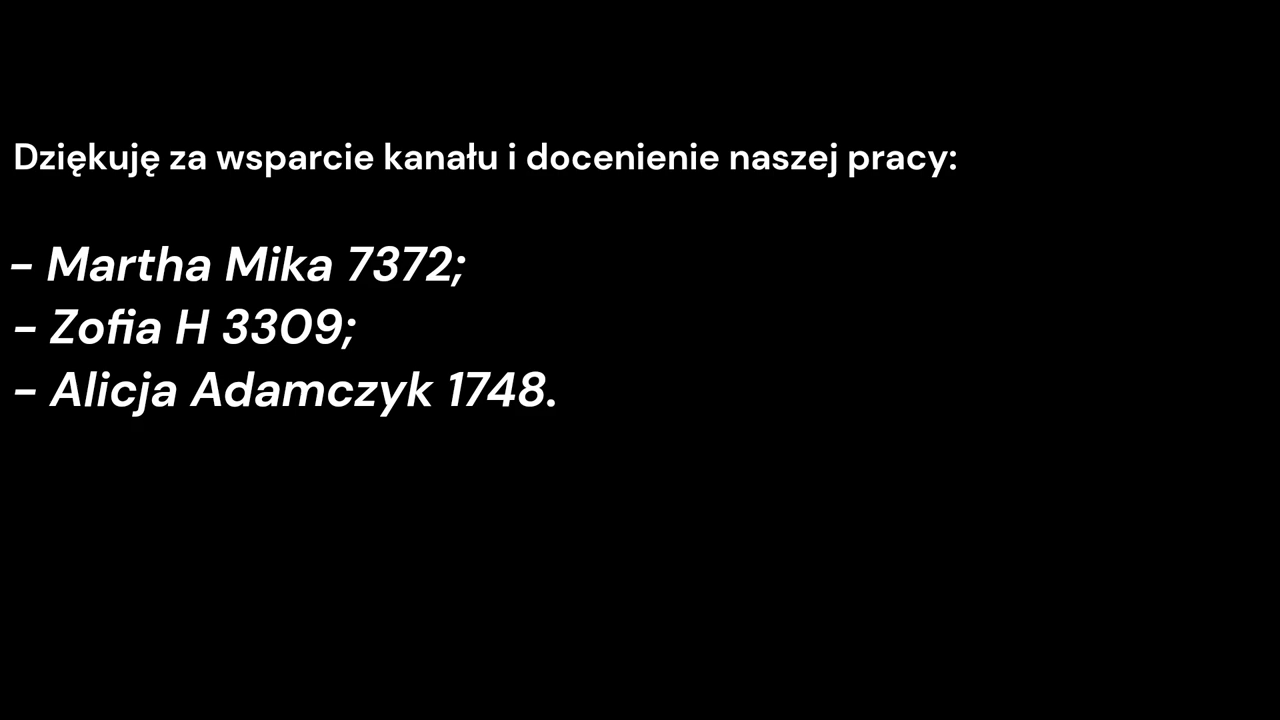 Dziękuję za wsparcie kanału i docenienie naszej pracy:
- Martha Mika 7372;
- Zofia H 3309;
- Alicja Adamczyk 1748.